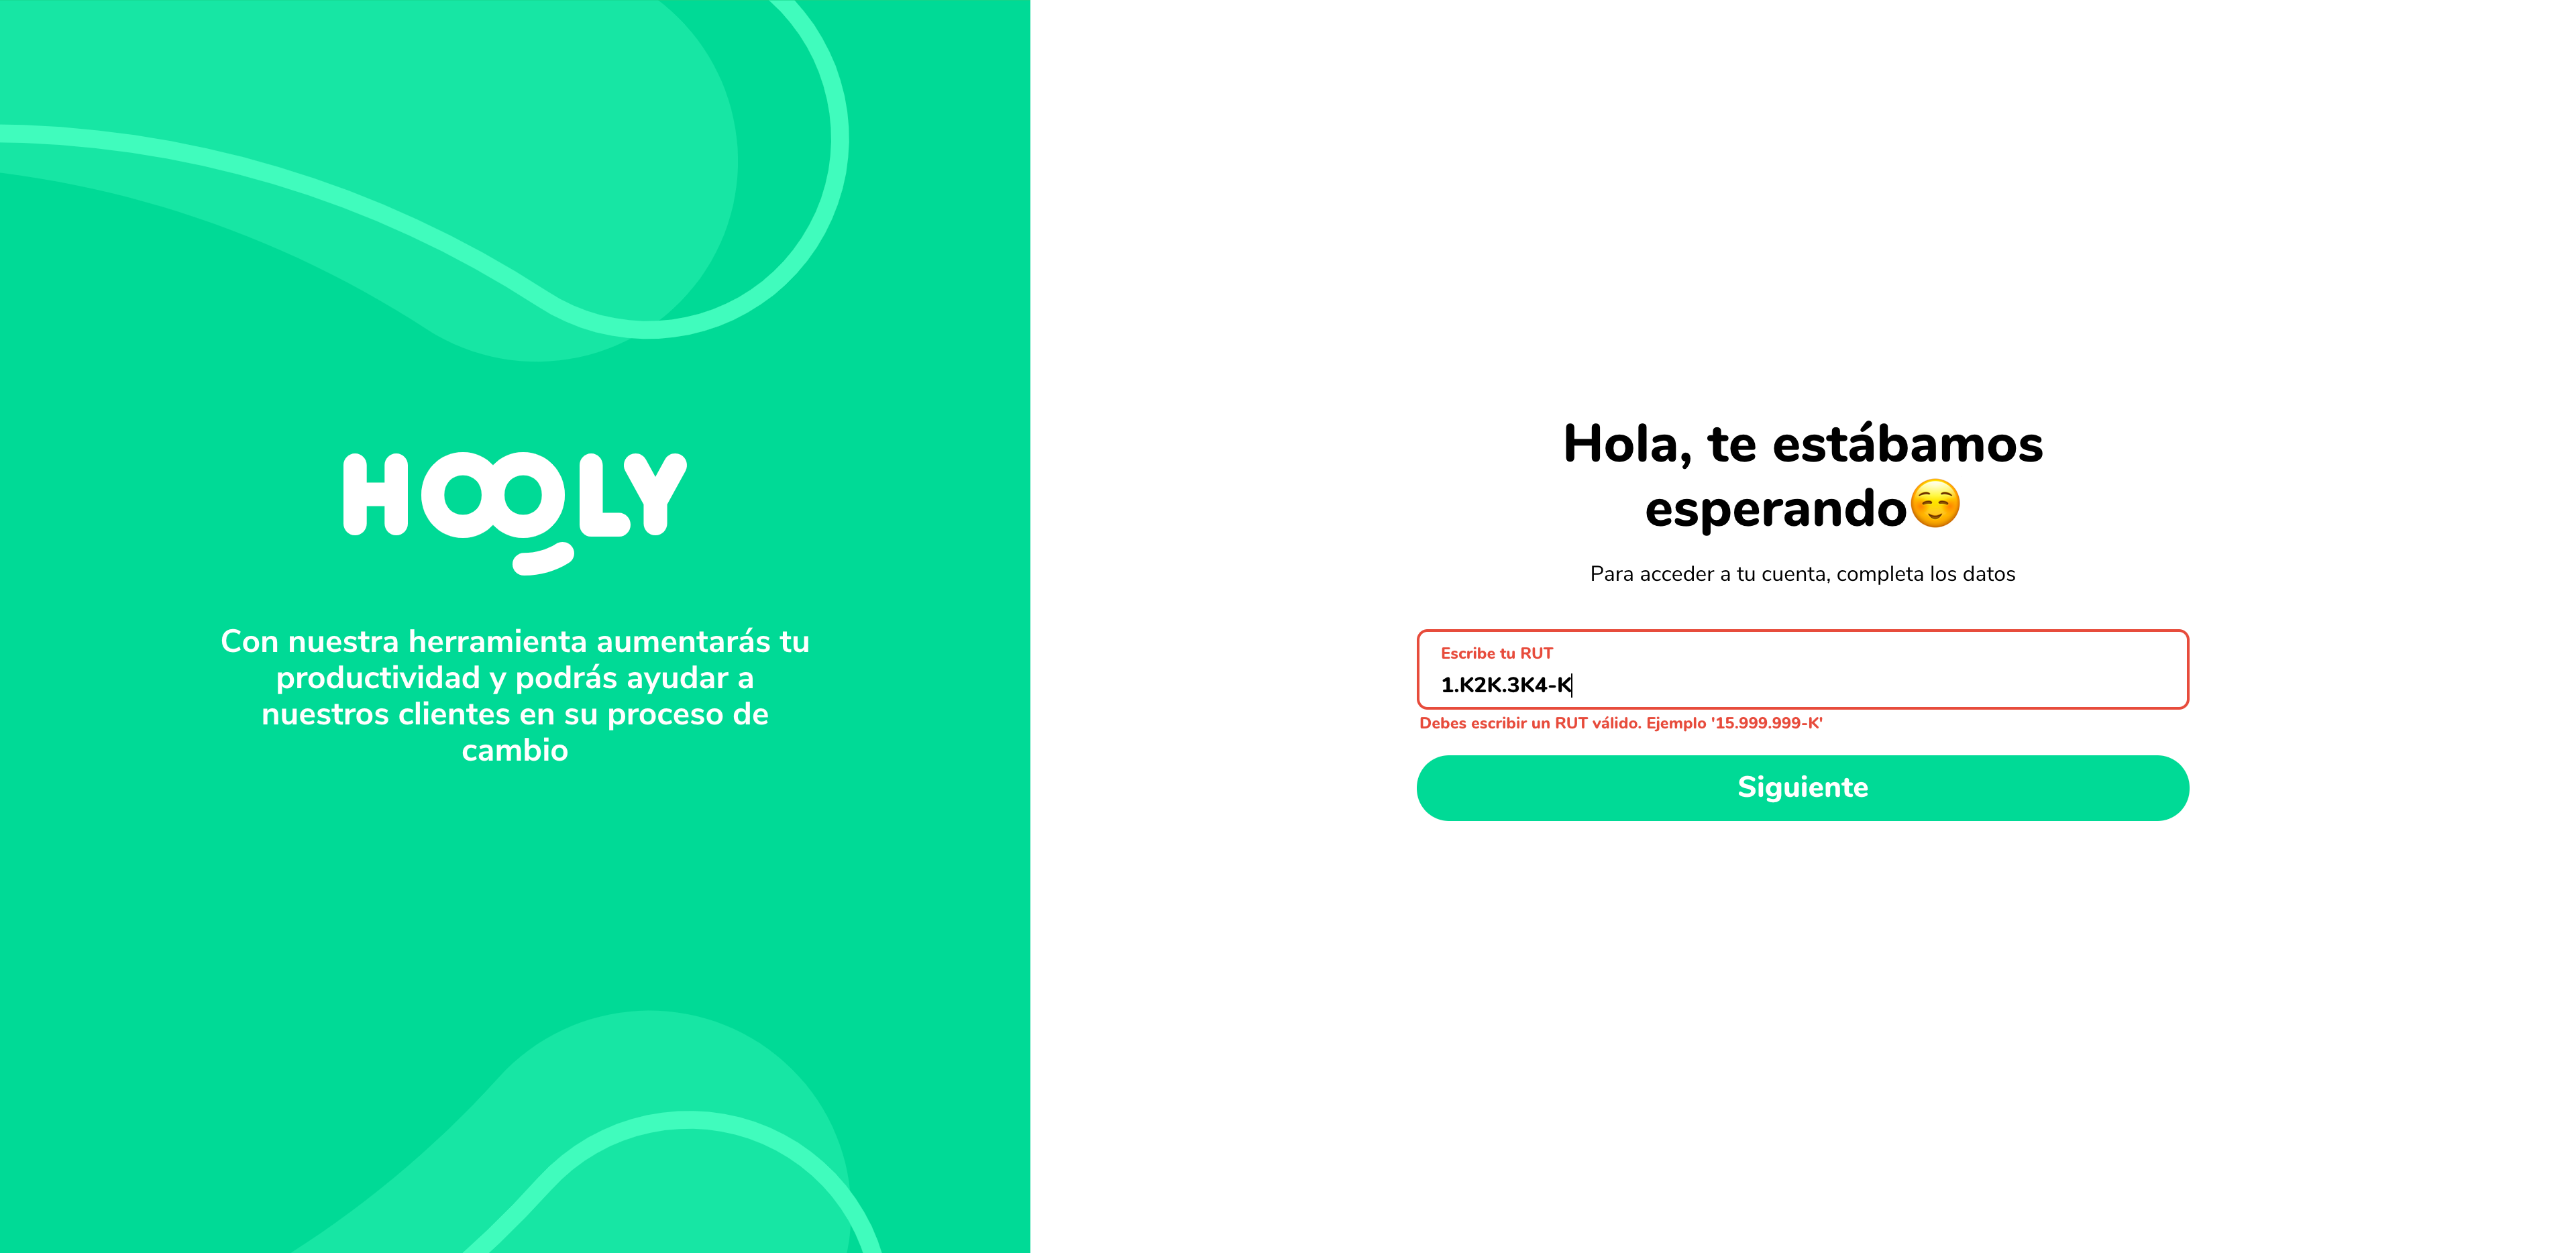 HOOLY
Con nuestra herramienta aumentarás tu
productividad y podrás ayudar a
nuestros clientes en su proceso de
cambio
Hola, te estábamos
esperando☺️
Para acceder a tu cuenta, completa los datos
Escribe tu RUT
1.K2K.3K4-K
Debes escribir un RUT válido. Ejemplo '15.999.999-K'
Siguiente